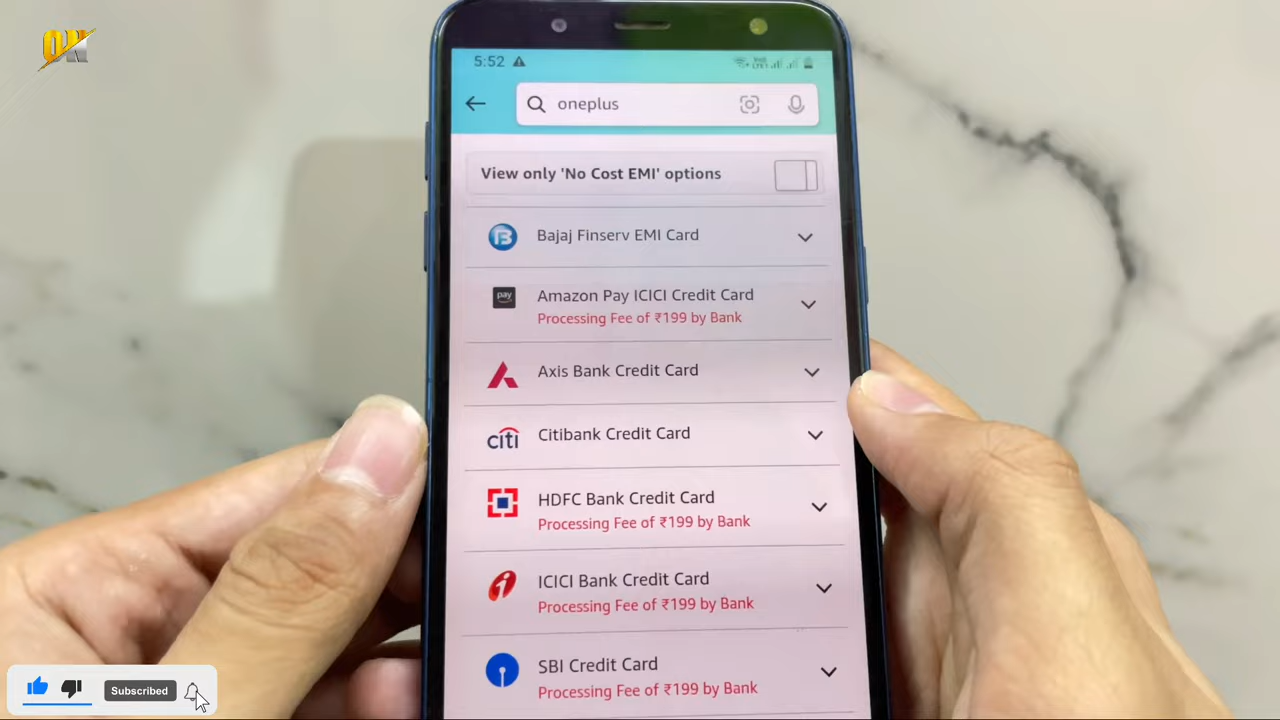 ON
5:52
oneplus
View only 'No Cost EMI' options
Bajaj Finserv EMI Card
pay
Amazon Pay ICICI Credit Card
Processing Fee of ₹199 by Bank
Axis Bank Credit Card
citi
Citibank Credit Card
HDFC Bank Credit Card
Processing Fee of ₹199 by Bank
ICICI Bank Credit Card
Processing Fee of ₹199 by Bank
SBI Credit Card
Processing Fee of ₹199 by Bank
Subscribed